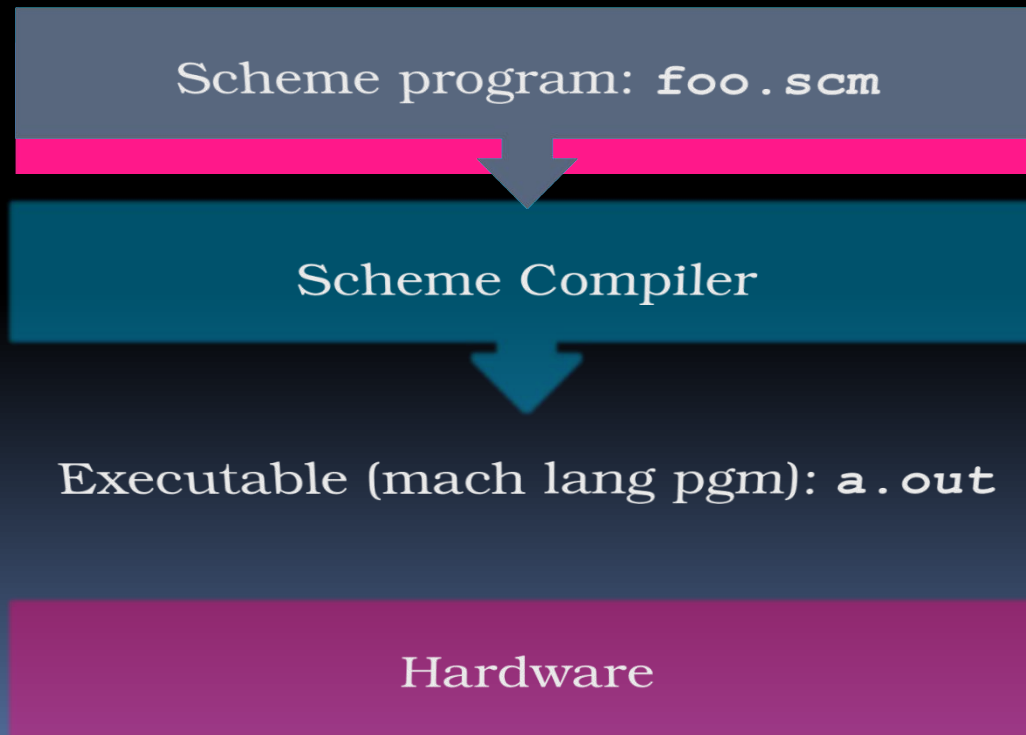 Scheme program: foo.scm
Scheme Compiler
Executable (mach lang pgm): a.out
Hardware